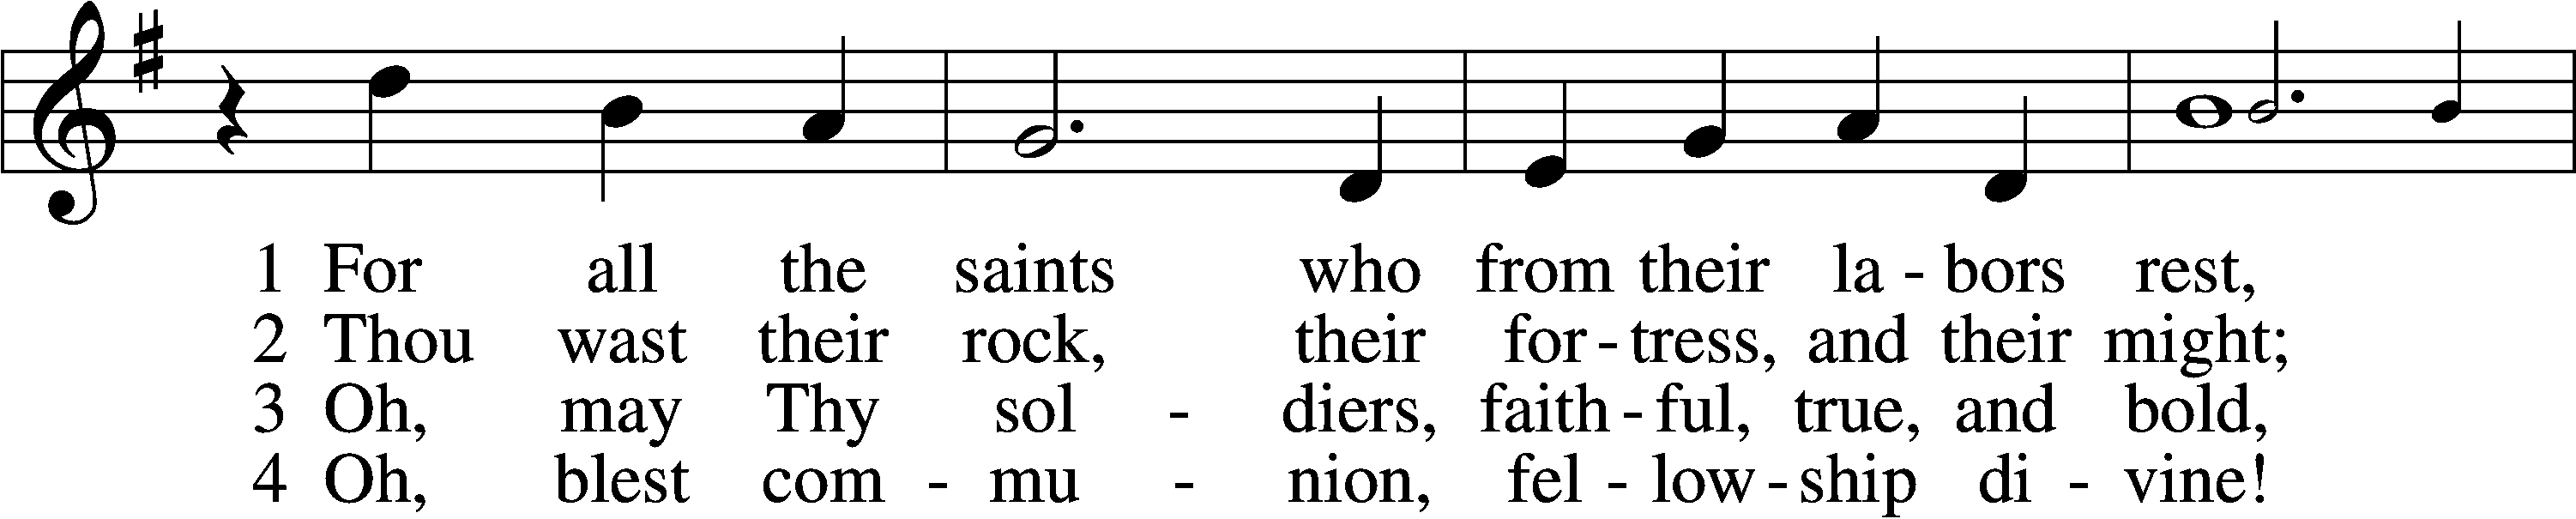 1 For all the saints who from their la - bors rest,
2 Thou wast their rock, their for - tress, and their might;
3 Oh, may Thy sol - diers, faith - ful, true, and bold,
4 Oh, blest com - mu - nion, fel - low - ship di - vine!